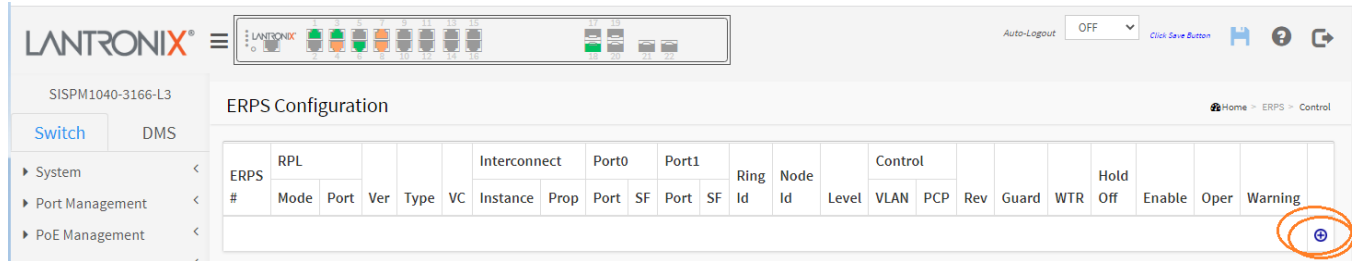 1 3 5 7 9 11 13 15 17 19
LANTRONIX® LANTRONIX Auto-Logout OFF Click Save Button
2 4 6 8 10 12 14 16 18 20 21 22
SISPM1040-3166-L3
ERPS Configuration
Home > ERPS > Control
Switch DMS
System
Port Management
PoE Management
ERPS # RPL Ver Type VC Interconnect Port0 Port1 Ring Id Node Id Level Control Rev Guard WTR Hold Off Enable Oper Warning
Mode Port Instance Prop Port SF Port SF VLAN PCP